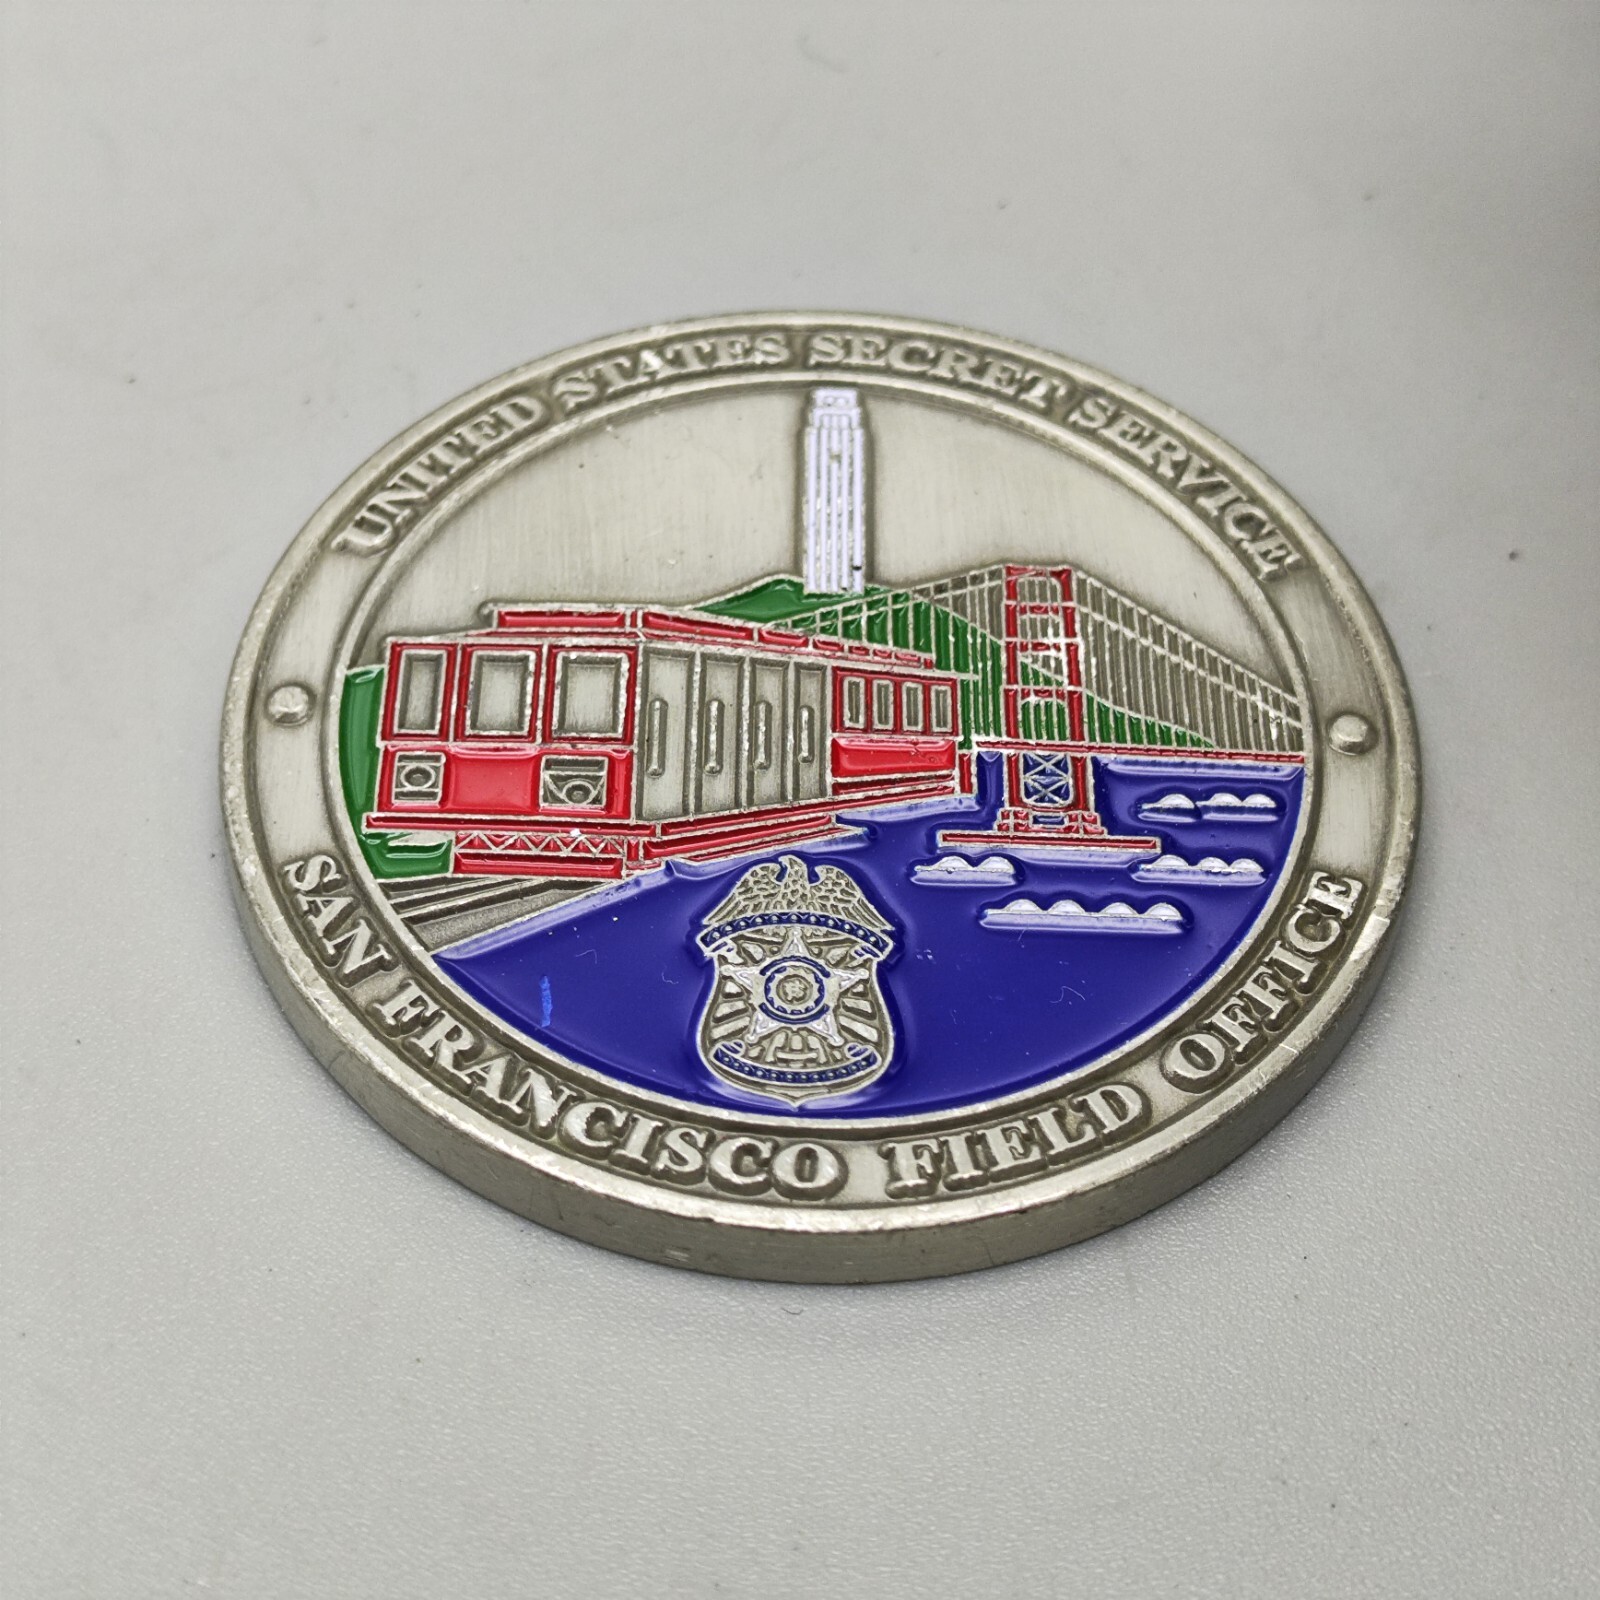 UNITED STATES SECRET SERVICE
SAN FRANCISCO FIELD OFFICE